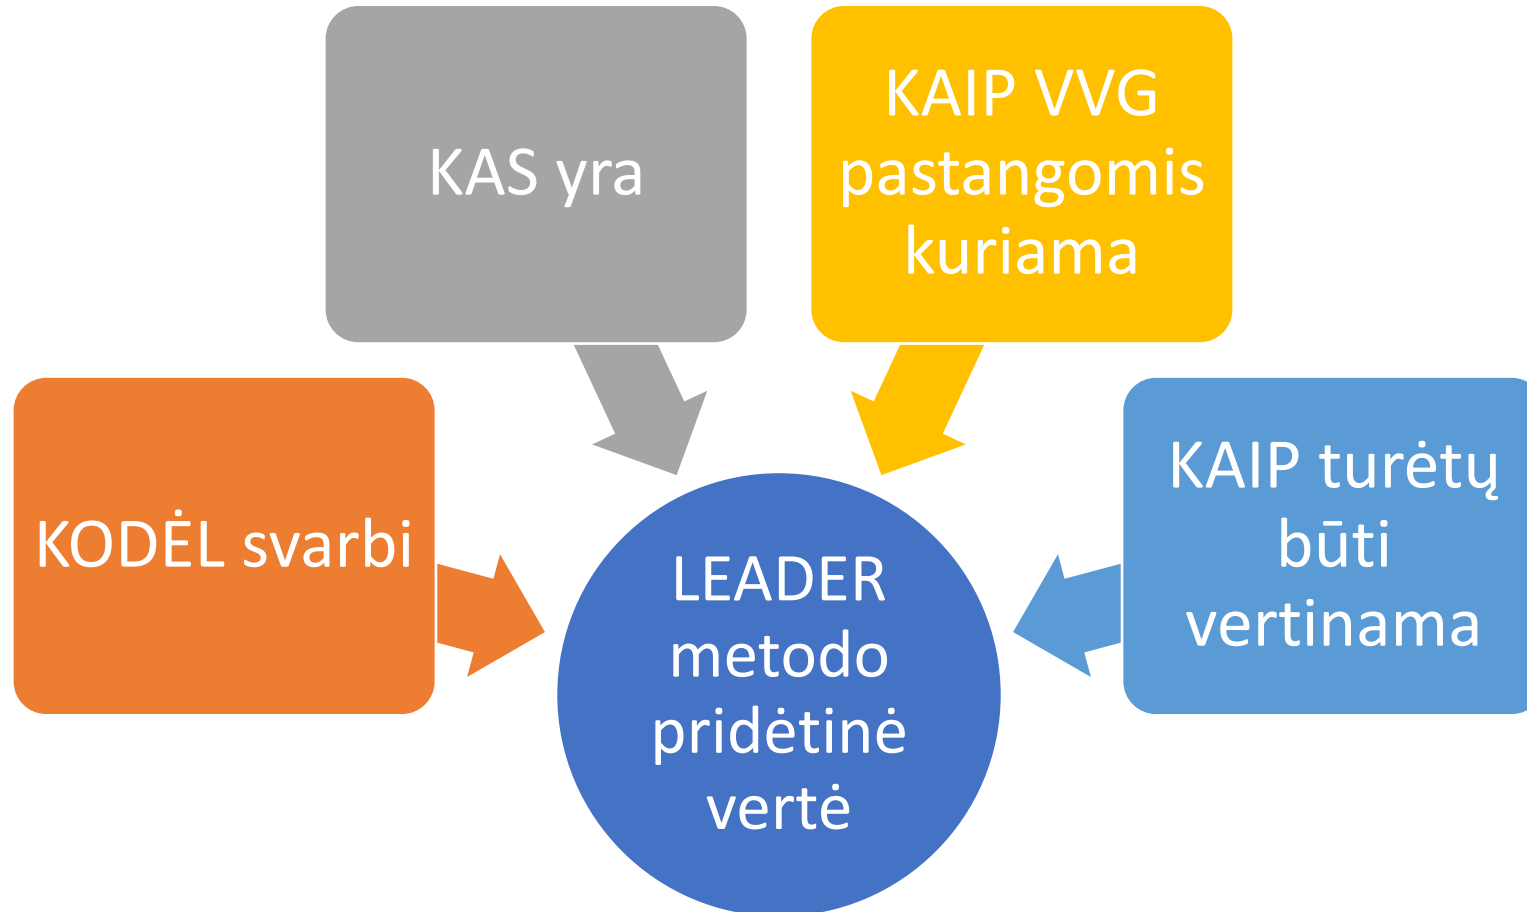 KAS yra
KAIP VVG
pastangomis
kuriama
KODĖL svarbi
KAIP turėtų
būti
vertinama
LEADER
metodo
pridėtinė
vertė